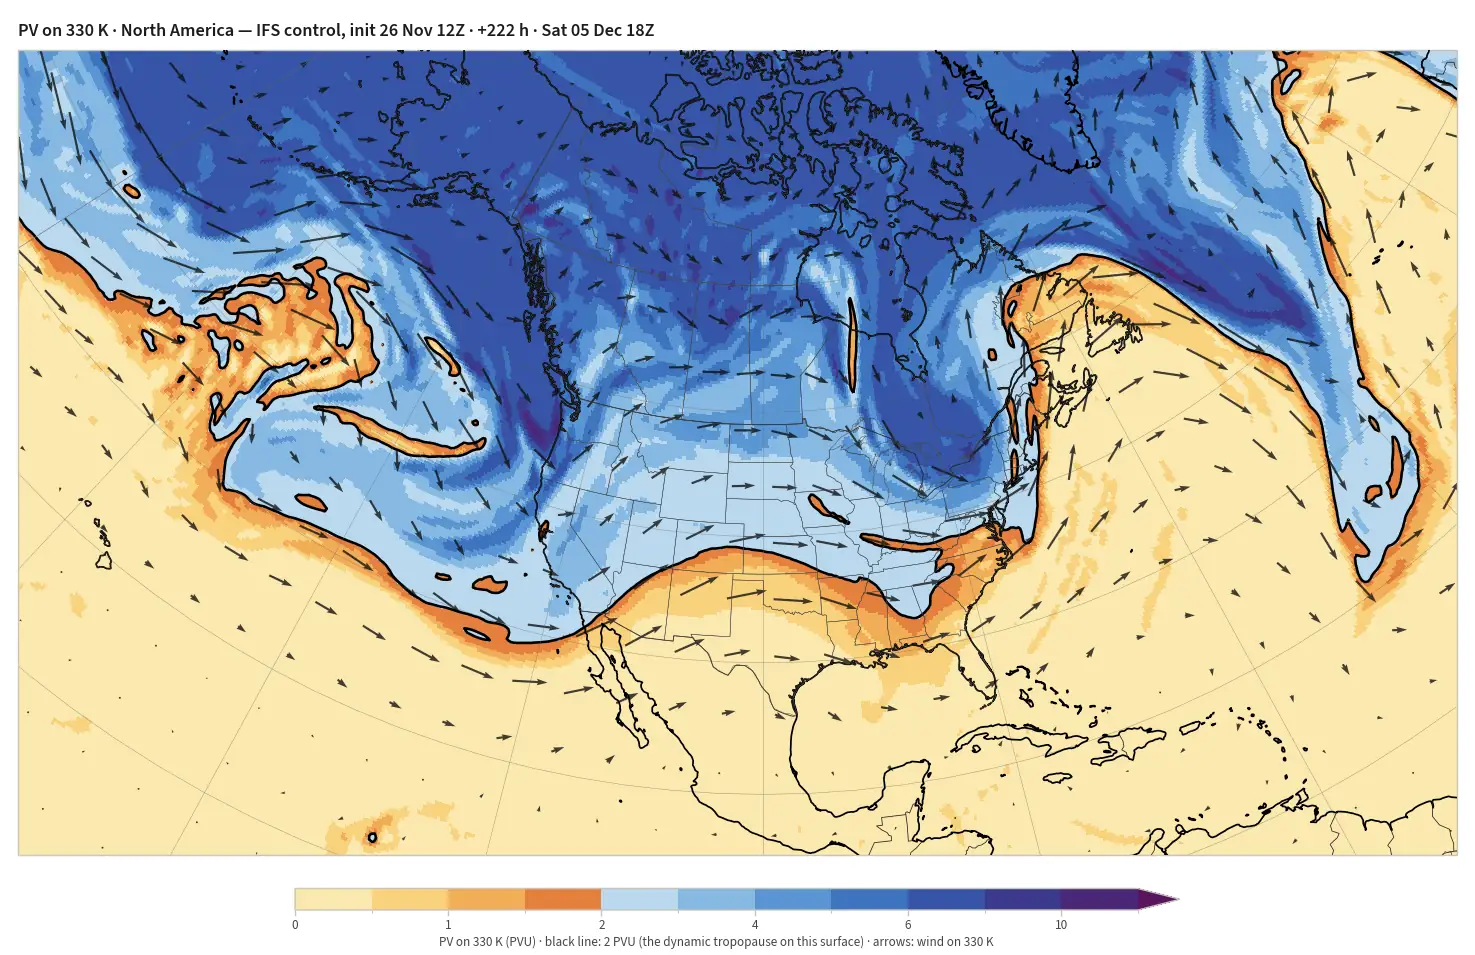 PV on 330 K · North America — IFS control, init 26 Nov 12Z · +222 h · Sat 05 Dec 18Z
0 1 2 4 6 10
PV on 330 K (PVU) · black line: 2 PVU (the dynamic tropopause on this surface) · arrows: wind on 330 K